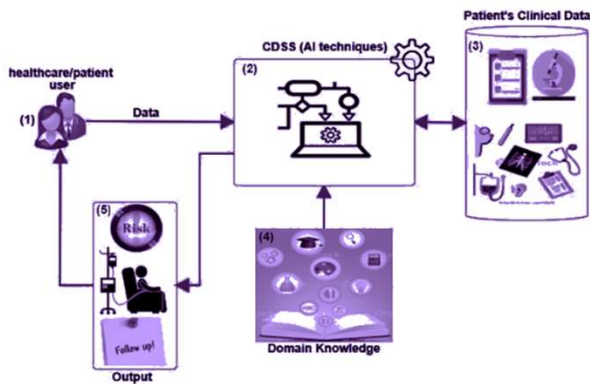 Patient's Clinical Data
CDSS (AI techniques)
(3)
(2)
healthcare/patient
user
(1)
Data
(5)
Risk
(4)
Follow up!
Domain Knowledge
Output